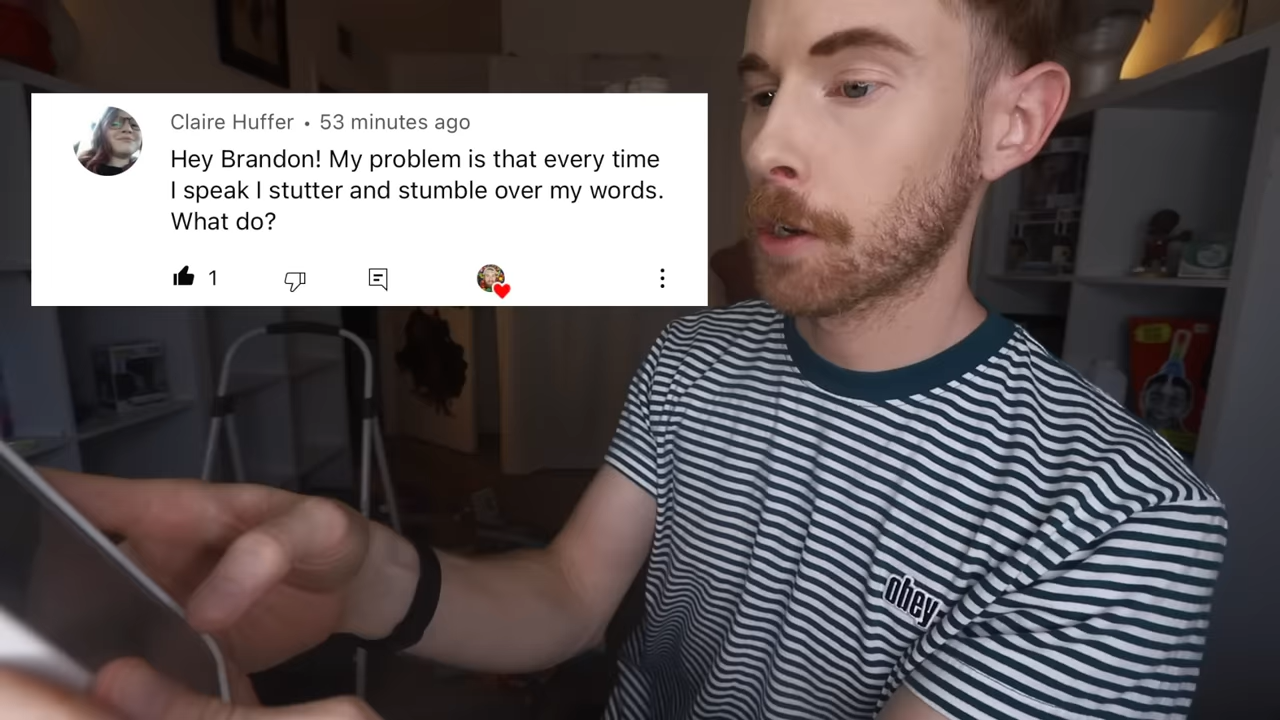 Claire Huffer • 53 minutes ago
Hey Brandon! My problem is that every time
I speak I stutter and stumble over my words.
What do?
1
obey